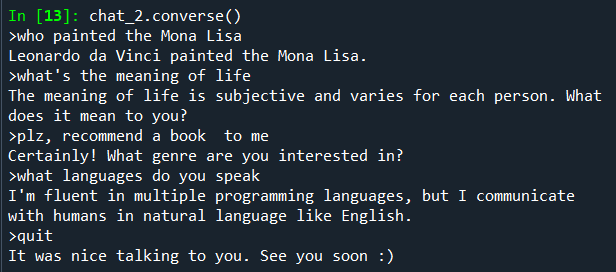 In [13]: chat_2.converse()
>who painted the Mona Lisa
Leonardo da Vinci painted the Mona Lisa.
>what's the meaning of life
The meaning of life is subjective and varies for each person. What
does it mean to you?
>plz, recommend a book  to me
Certainly! What genre are you interested in?
>what languages do you speak
I'm fluent in multiple programming languages, but I communicate
with humans in natural language like English.
>quit
It was nice talking to you. See you soon :)